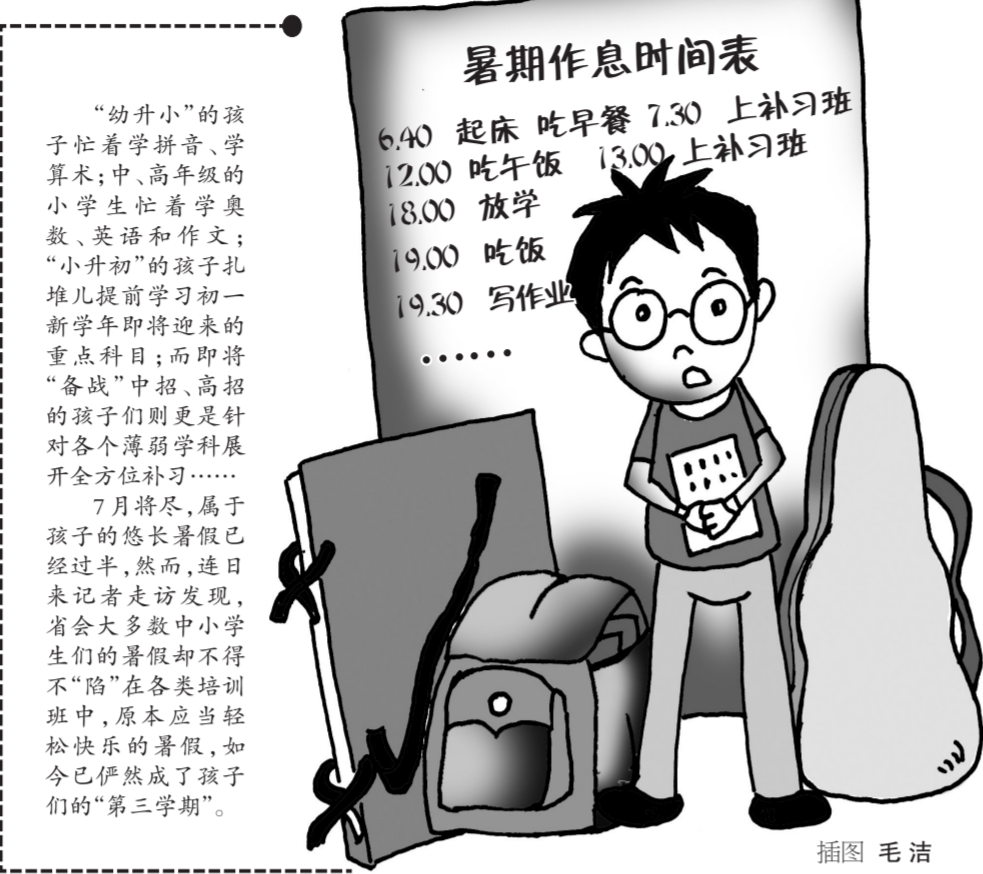 “幼升小”的孩
子忙着学拼音、学
算术；中、高年级的
小学生忙着学奥
数、英语和作文；
“小升初”的孩子扎
堆儿提前学习初一
新学年即将迎来的
重点科目；而即将
“备战”中招、高招
的孩子们则更是针
对各个薄弱学科展
开全方位补习……
7月将尽，属于
孩子的悠长暑假已
经过半，然而，连日
来记者走访发现，
省会大多数中小学
生们的暑假却不得
不“陷”在各类培训
班中，原本应当轻
松快乐的暑假，如
今已俨然成了孩子
们的“第三学期”。
暑期作息时间表
6.40 起床 吃早餐 7.30 上补习班
12.00 吃午饭 13.00 上补习班
18.00 放学
19.00 吃饭
19.30 写作业
……
插图 毛洁